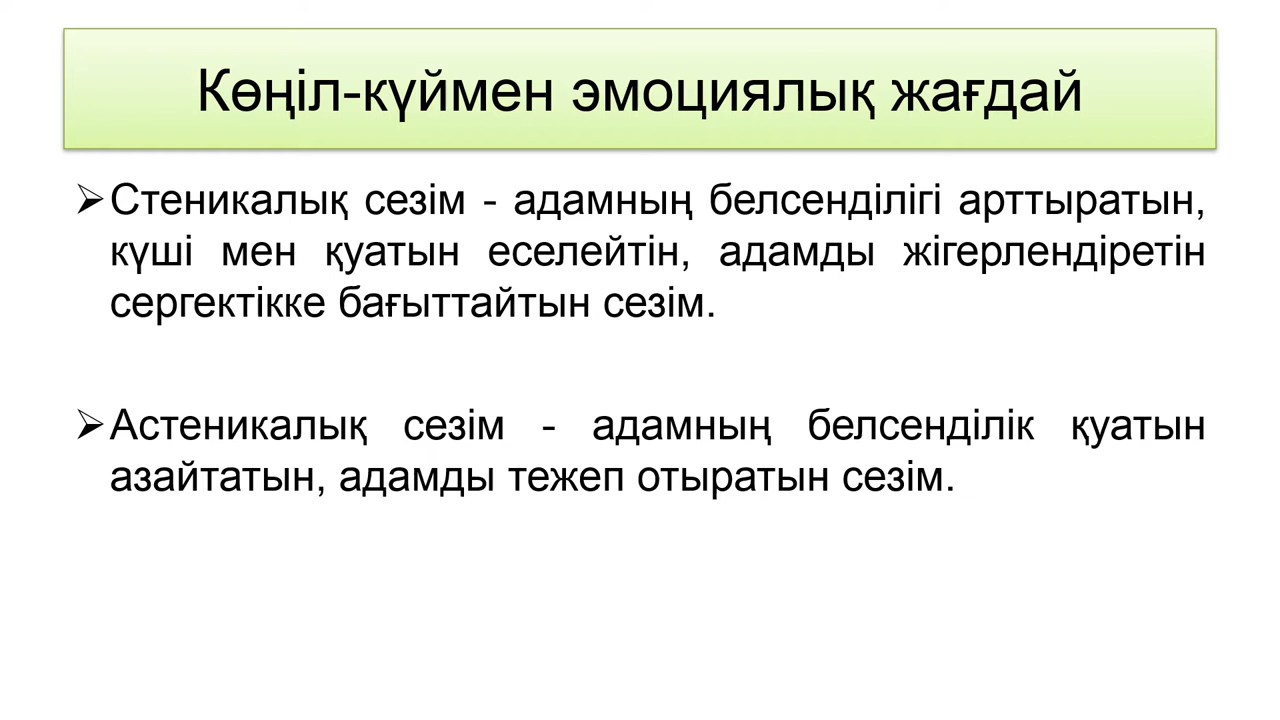 Көңіл-күймен эмоциялық жағдай
➢Стеникалық сезім - адамның белсенділігі арттыратын,
күші мен қуатын еселейтін, адамды жігерлендіретін
сергектікке бағыттайтын сезім.
➢Астеникалық сезім - адамның белсенділік қуатын
азайтатын, адамды тежеп отыратын сезім.